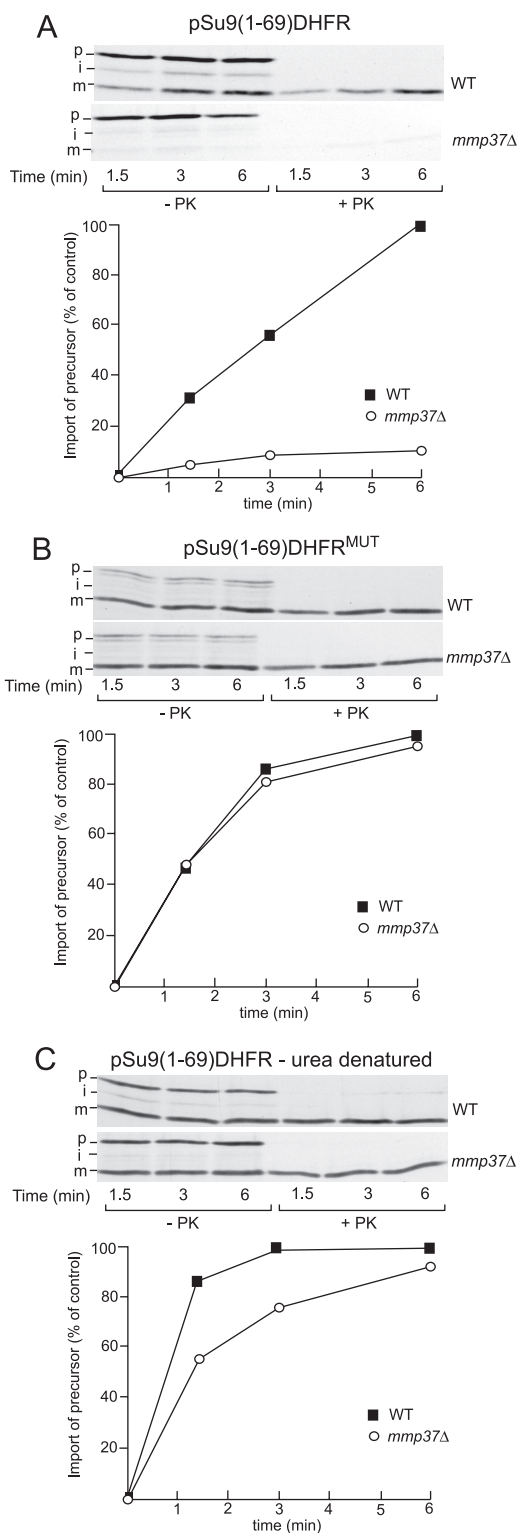 A
pSu9(1-69)DHFR
p
i
m
WT
p
i
m
mmp37Δ
Time (min) 1.5 3 6 1.5 3 6
- PK + PK
Import of precursor (% of control)
100
80
60
40
20
WT
mmp37Δ
1 2 3 4 5 6
time (min)
B
pSu9(1-69)DHFR^MUT
p
i
m
WT
p
i
m
mmp37Δ
Time (min) 1.5 3 6 1.5 3 6
- PK + PK
Import of precursor (% of control)
100
80
60
40
20
WT
mmp37Δ
1 2 3 4 5 6
time (min)
C
pSu9(1-69)DHFR - urea denatured
p
i
m
WT
p
i
m
mmp37Δ
Time (min) 1.5 3 6 1.5 3 6
- PK + PK
Import of precursor (% of control)
100
80
60
40
20
WT
mmp37Δ
1 2 3 4 5 6
time (min)